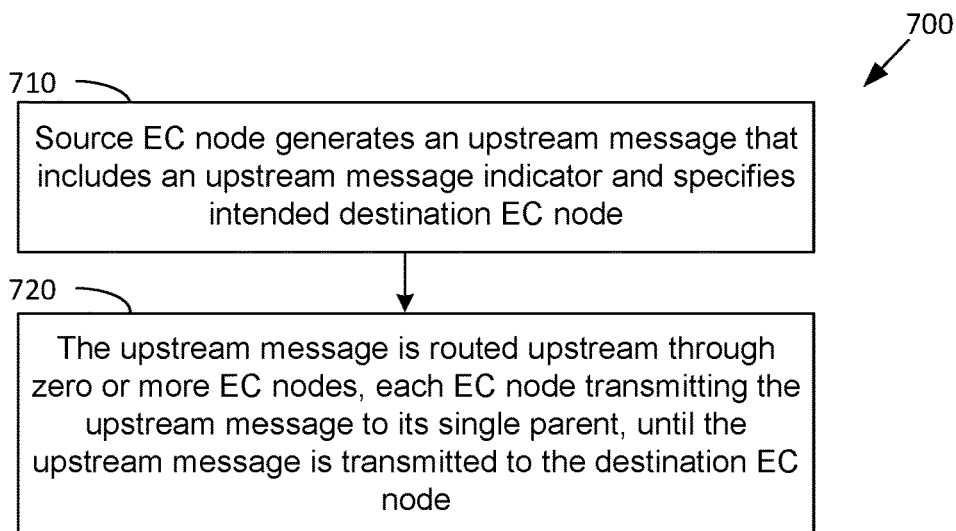 700
710
Source EC node generates an upstream message that
includes an upstream message indicator and specifies
intended destination EC node
720
The upstream message is routed upstream through
zero or more EC nodes, each EC node transmitting the
upstream message to its single parent, until the
upstream message is transmitted to the destination EC
node